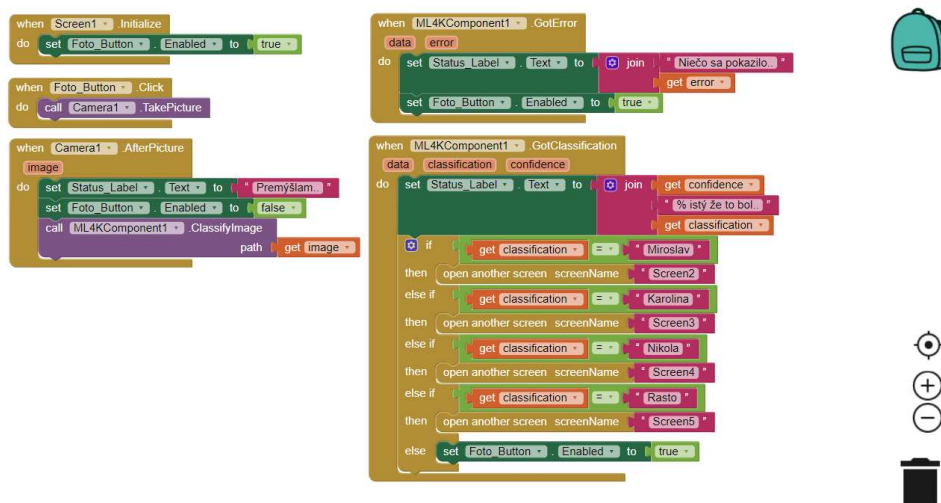 when Screen1 .Initialize
do set Foto_Button . Enabled to true
when Foto_Button .Click
do call Camera1 .TakePicture
when Camera1 .AfterPicture
image
do set Status_Label . Text to " Premýšlam.. "
set Foto_Button . Enabled to false
call ML4KComponent1 .ClassifyImage
path get image
when ML4KComponent1 .GotError
data error
do set Status_Label . Text to join " Niečo sa pokazilo.. "
get error
set Foto_Button . Enabled to true
when ML4KComponent1 .GotClassification
data classification confidence
do set Status_Label . Text to join get confidence
" % istý že to bol.. "
get classification
if get classification = " Miroslav "
then open another screen screenName " Screen2 "
else if get classification = " Karolina "
then open another screen screenName " Screen3 "
else if get classification = " Nikola "
then open another screen screenName " Screen4 "
else if get classification = " Rasto "
then open another screen screenName " Screen5 "
else set Foto_Button . Enabled to true